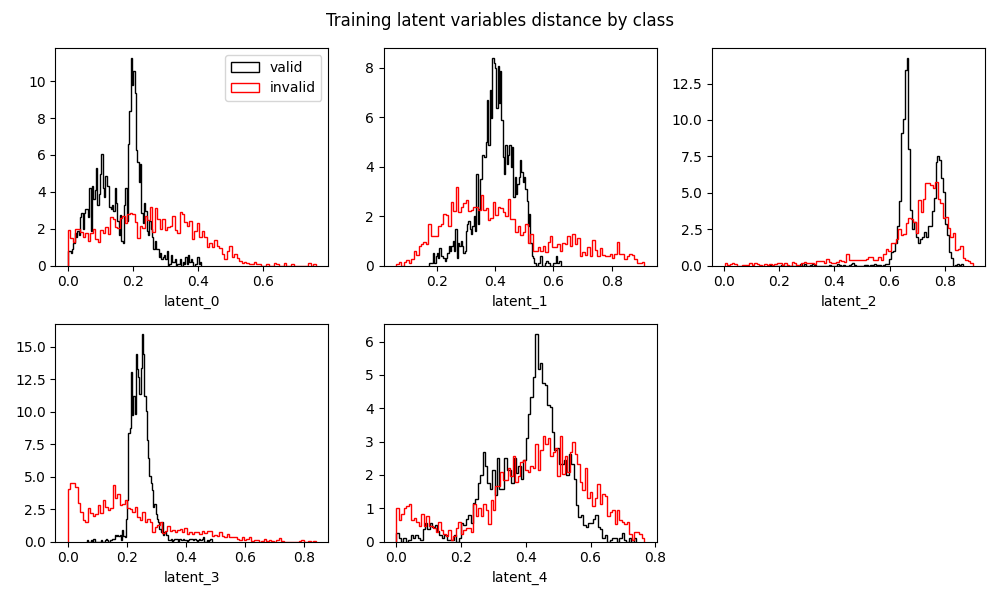 Training latent variables distance by class
valid
invalid
10
8
6
4
2
0
0.0 0.2 0.4 0.6
latent_0
8
6
4
2
0
0.2 0.4 0.6 0.8
latent_1
12.5
10.0
7.5
5.0
2.5
0.0
0.0 0.2 0.4 0.6 0.8
latent_2
15.0
12.5
10.0
7.5
5.0
2.5
0.0
0.0 0.2 0.4 0.6 0.8
latent_3
6
5
4
3
2
1
0
0.0 0.2 0.4 0.6 0.8
latent_4